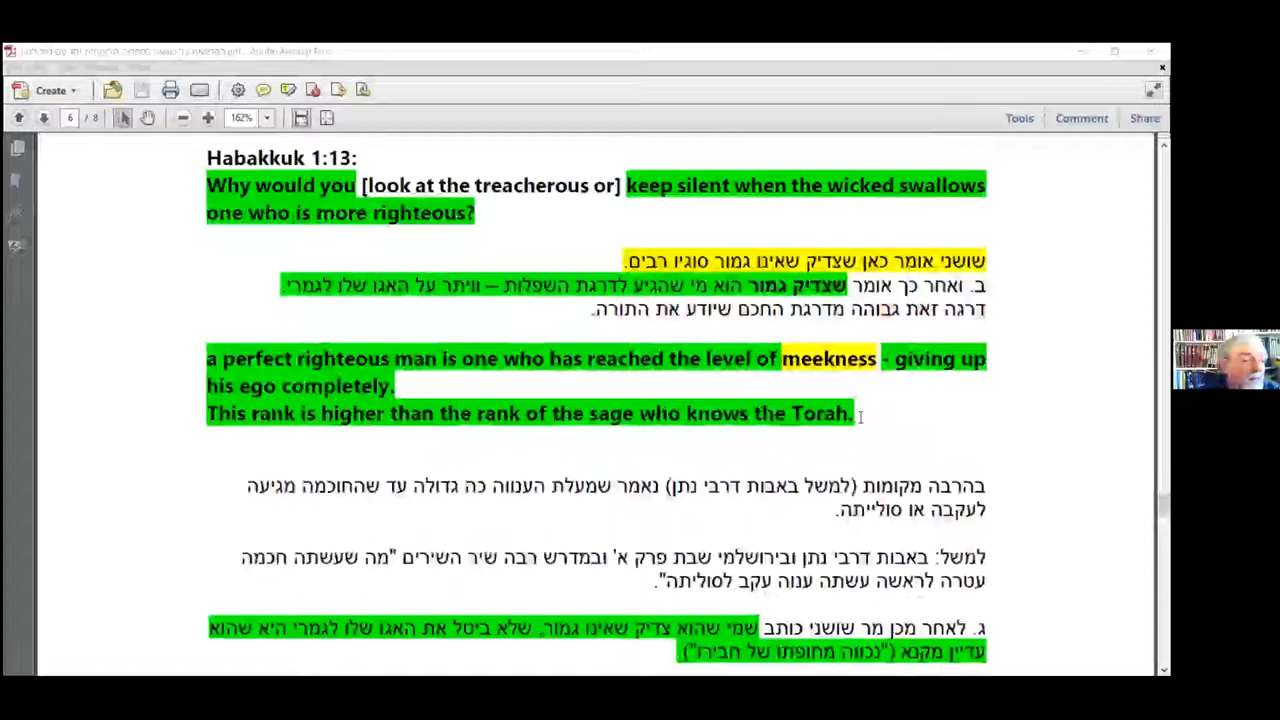 Create
6 / 8
162%
Tools Comment Share
Habakkuk 1:13:
Why would you [look at the treacherous or] keep silent when the wicked swallows
one who is more righteous?
שושני אומר כאן שצדיק שאינו גמור סוגיו רבים.
ב. ואחר כך אומר שצדיק גמור הוא מי שהגיע לדרגת השפלות – וויתר על האגו שלו לגמרי.
דרגה זאת גבוהה מדרגת החכם שיודע את התורה.
a perfect righteous man is one who has reached the level of meekness - giving up
his ego completely.
This rank is higher than the rank of the sage who knows the Torah.
בהרבה מקומות (למשל באבות דרבי נתן) נאמר שמעלת הענווה כה גדולה עד שהחוכמה מגיעה
לעקבה או סולייתה.
למשל: באבות דרבי נתן ובירושלמי שבת פרק א' ובמדרש רבה שיר השירים "מה שעשתה חכמה
עטרה לראשה עשתה ענוה עקב לסוליתה".
ג. לאחר מכן מר שושני כותב שמי שהוא צדיק שאינו גמור, שלא ביטל את האגו שלו לגמרי היא שהוא
עדיין מקנא ("נכווה מחופתו של חבירו")